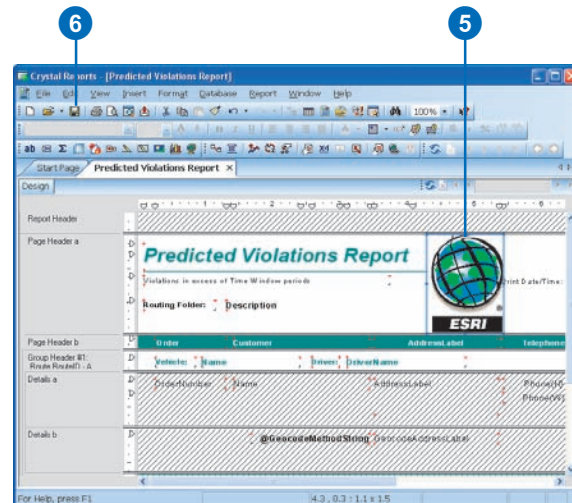 6 5
Crystal Reports - [Predicted Violations Report]
File Edit View Insert Format Database Report Window Help
100%
Start Page Predicted Violations Report ×
Design
Report Header
Page Header a
Predicted Violations Report
Violations in excess of Time Window periods
Print Date/Time:
Routing Folder: Description
ESRI
Page Header b
Order Customer AddressLabel Telephone
Group Header #1:
Route.RouteID - A
Vehicle: Name Driver: DriverName
Details a
OrderNumber Name AddressLabel Phone(H)
Phone(W)
Details b
@GeocodeMethodString GeocodeAddressLabel
For Help, press F1
4.3 , 0.3 : 1.1 x 1.5